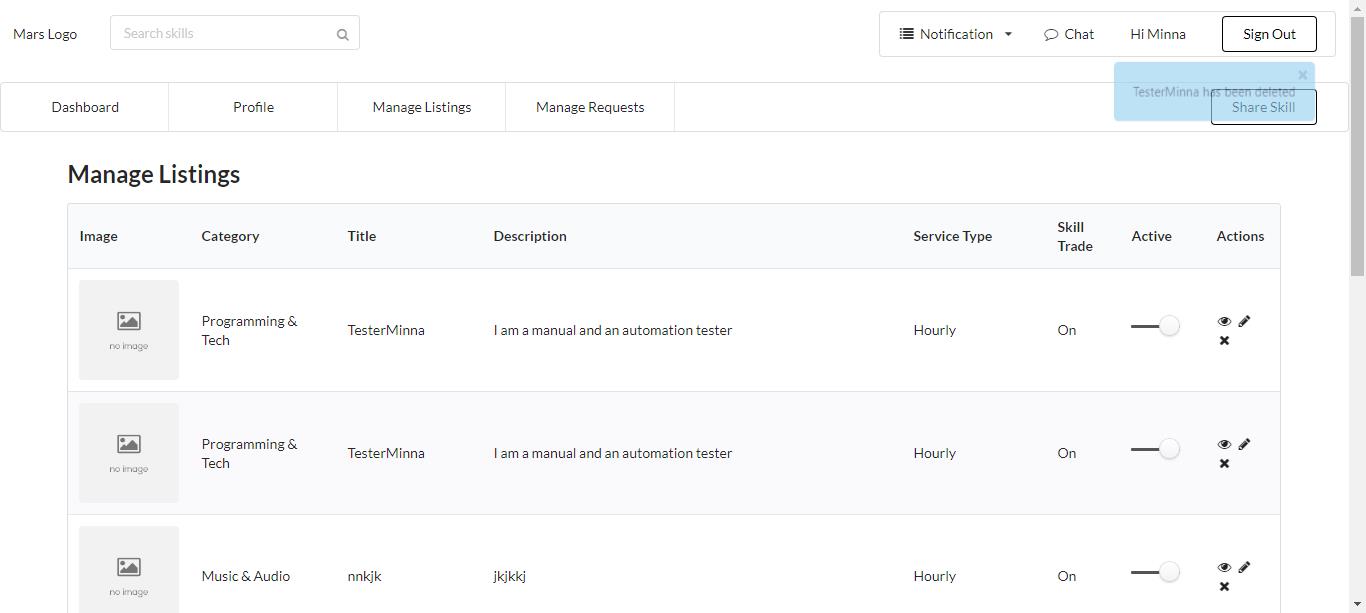 Mars Logo
Search skills
Notification
Chat
Hi Minna
Sign Out
TesterMinna has been deleted
Dashboard
Profile
Manage Listings
Manage Requests
Share Skill
Manage Listings
Image
Category
Title
Description
Service Type
Skill
Trade
Active
Actions
no image
Programming &
Tech
TesterMinna
I am a manual and an automation tester
Hourly
On
no image
Programming &
Tech
TesterMinna
I am a manual and an automation tester
Hourly
On
no image
Music & Audio
nnkjk
jkjkkj
Hourly
On